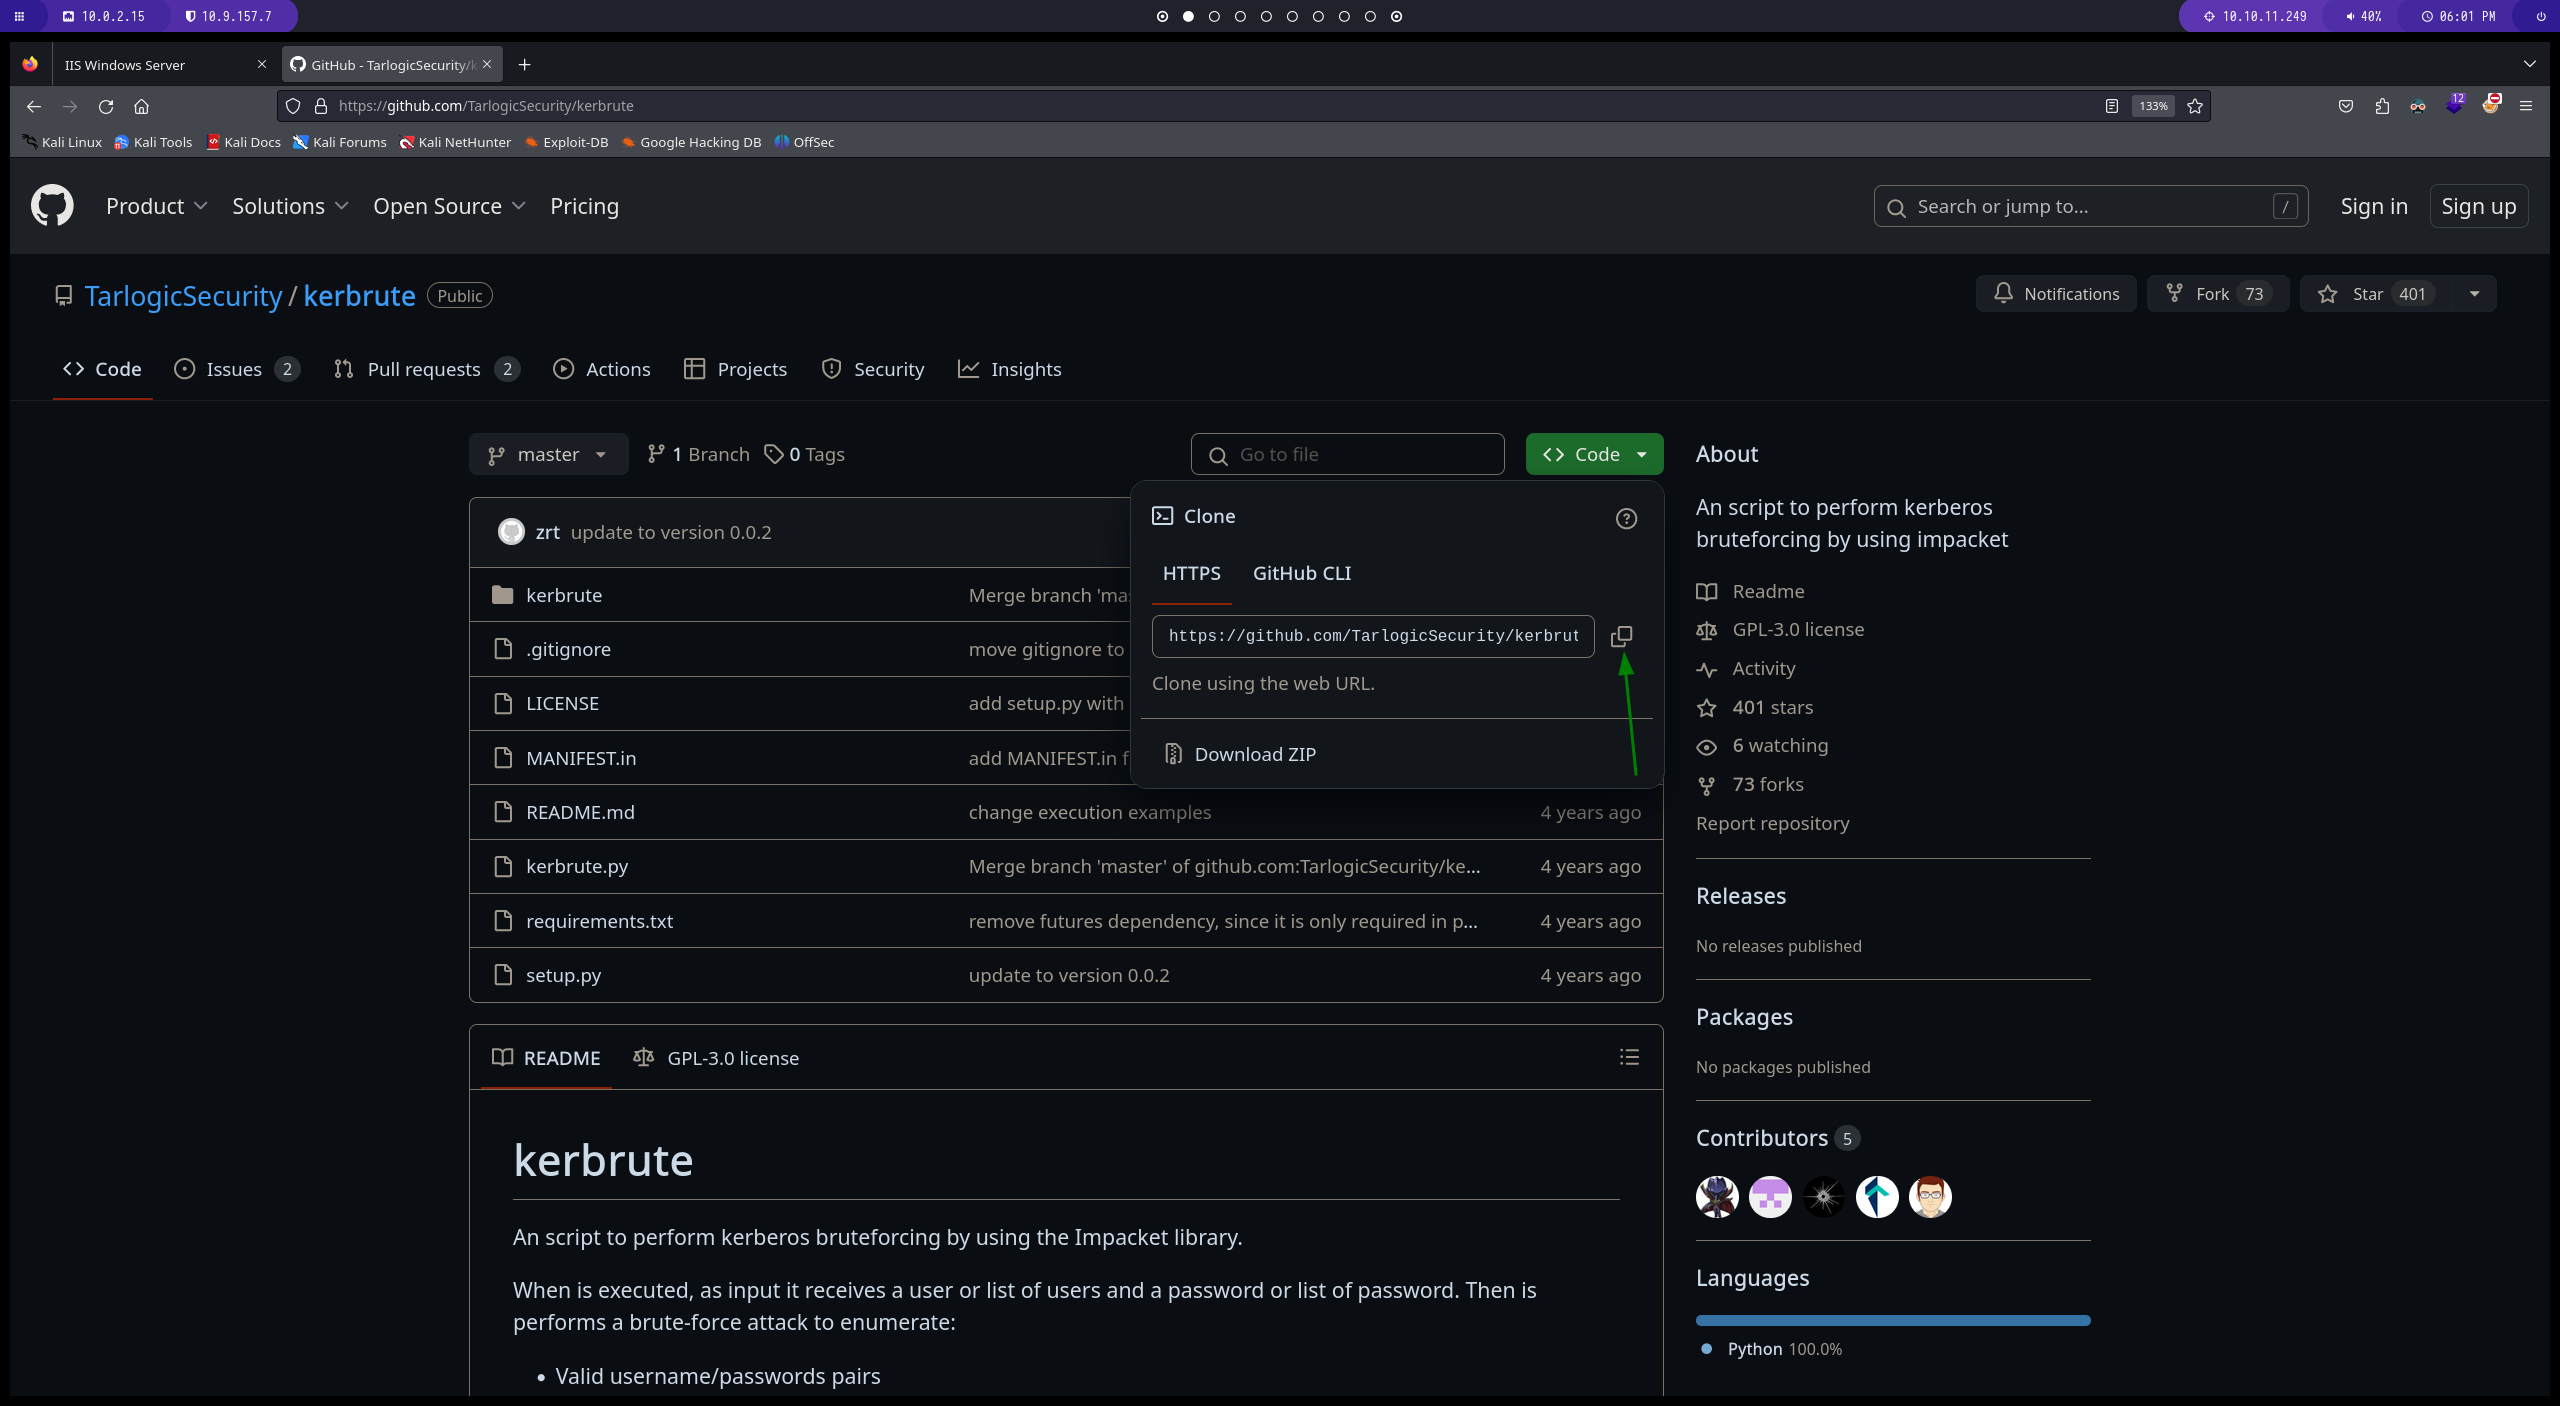 10.0.2.15 10.9.157.7 10.10.11.249 40% 06:01 PM
IIS Windows Server GitHub - TarlogicSecurity/k
https://github.com/TarlogicSecurity/kerbrute 133% 12
Kali Linux Kali Tools Kali Docs Kali Forums Kali NetHunter Exploit-DB Google Hacking DB OffSec
Product Solutions Open Source Pricing Search or jump to... / Sign in Sign up
TarlogicSecurity / kerbrute Public Notifications Fork 73 Star 401
Code Issues 2 Pull requests 2 Actions Projects Security Insights
master 1 Branch 0 Tags Go to file Code
zrt update to version 0.0.2
kerbrute Merge branch 'mas
.gitignore move gitignore to
LICENSE add setup.py with
MANIFEST.in add MANIFEST.in f
README.md change execution examples 4 years ago
kerbrute.py Merge branch 'master' of github.com:TarlogicSecurity/ke... 4 years ago
requirements.txt remove futures dependency, since it is only required in p... 4 years ago
setup.py update to version 0.0.2 4 years ago
Clone
HTTPS GitHub CLI
https://github.com/TarlogicSecurity/kerbrut
Clone using the web URL.
Download ZIP
README GPL-3.0 license
kerbrute
An script to perform kerberos bruteforcing by using the Impacket library.
When is executed, as input it receives a user or list of users and a password or list of password. Then is
performs a brute-force attack to enumerate:
• Valid username/passwords pairs
About
An script to perform kerberos
bruteforcing by using impacket
Readme
GPL-3.0 license
Activity
401 stars
6 watching
73 forks
Report repository
Releases
No releases published
Packages
No packages published
Contributors 5
Languages
Python 100.0%